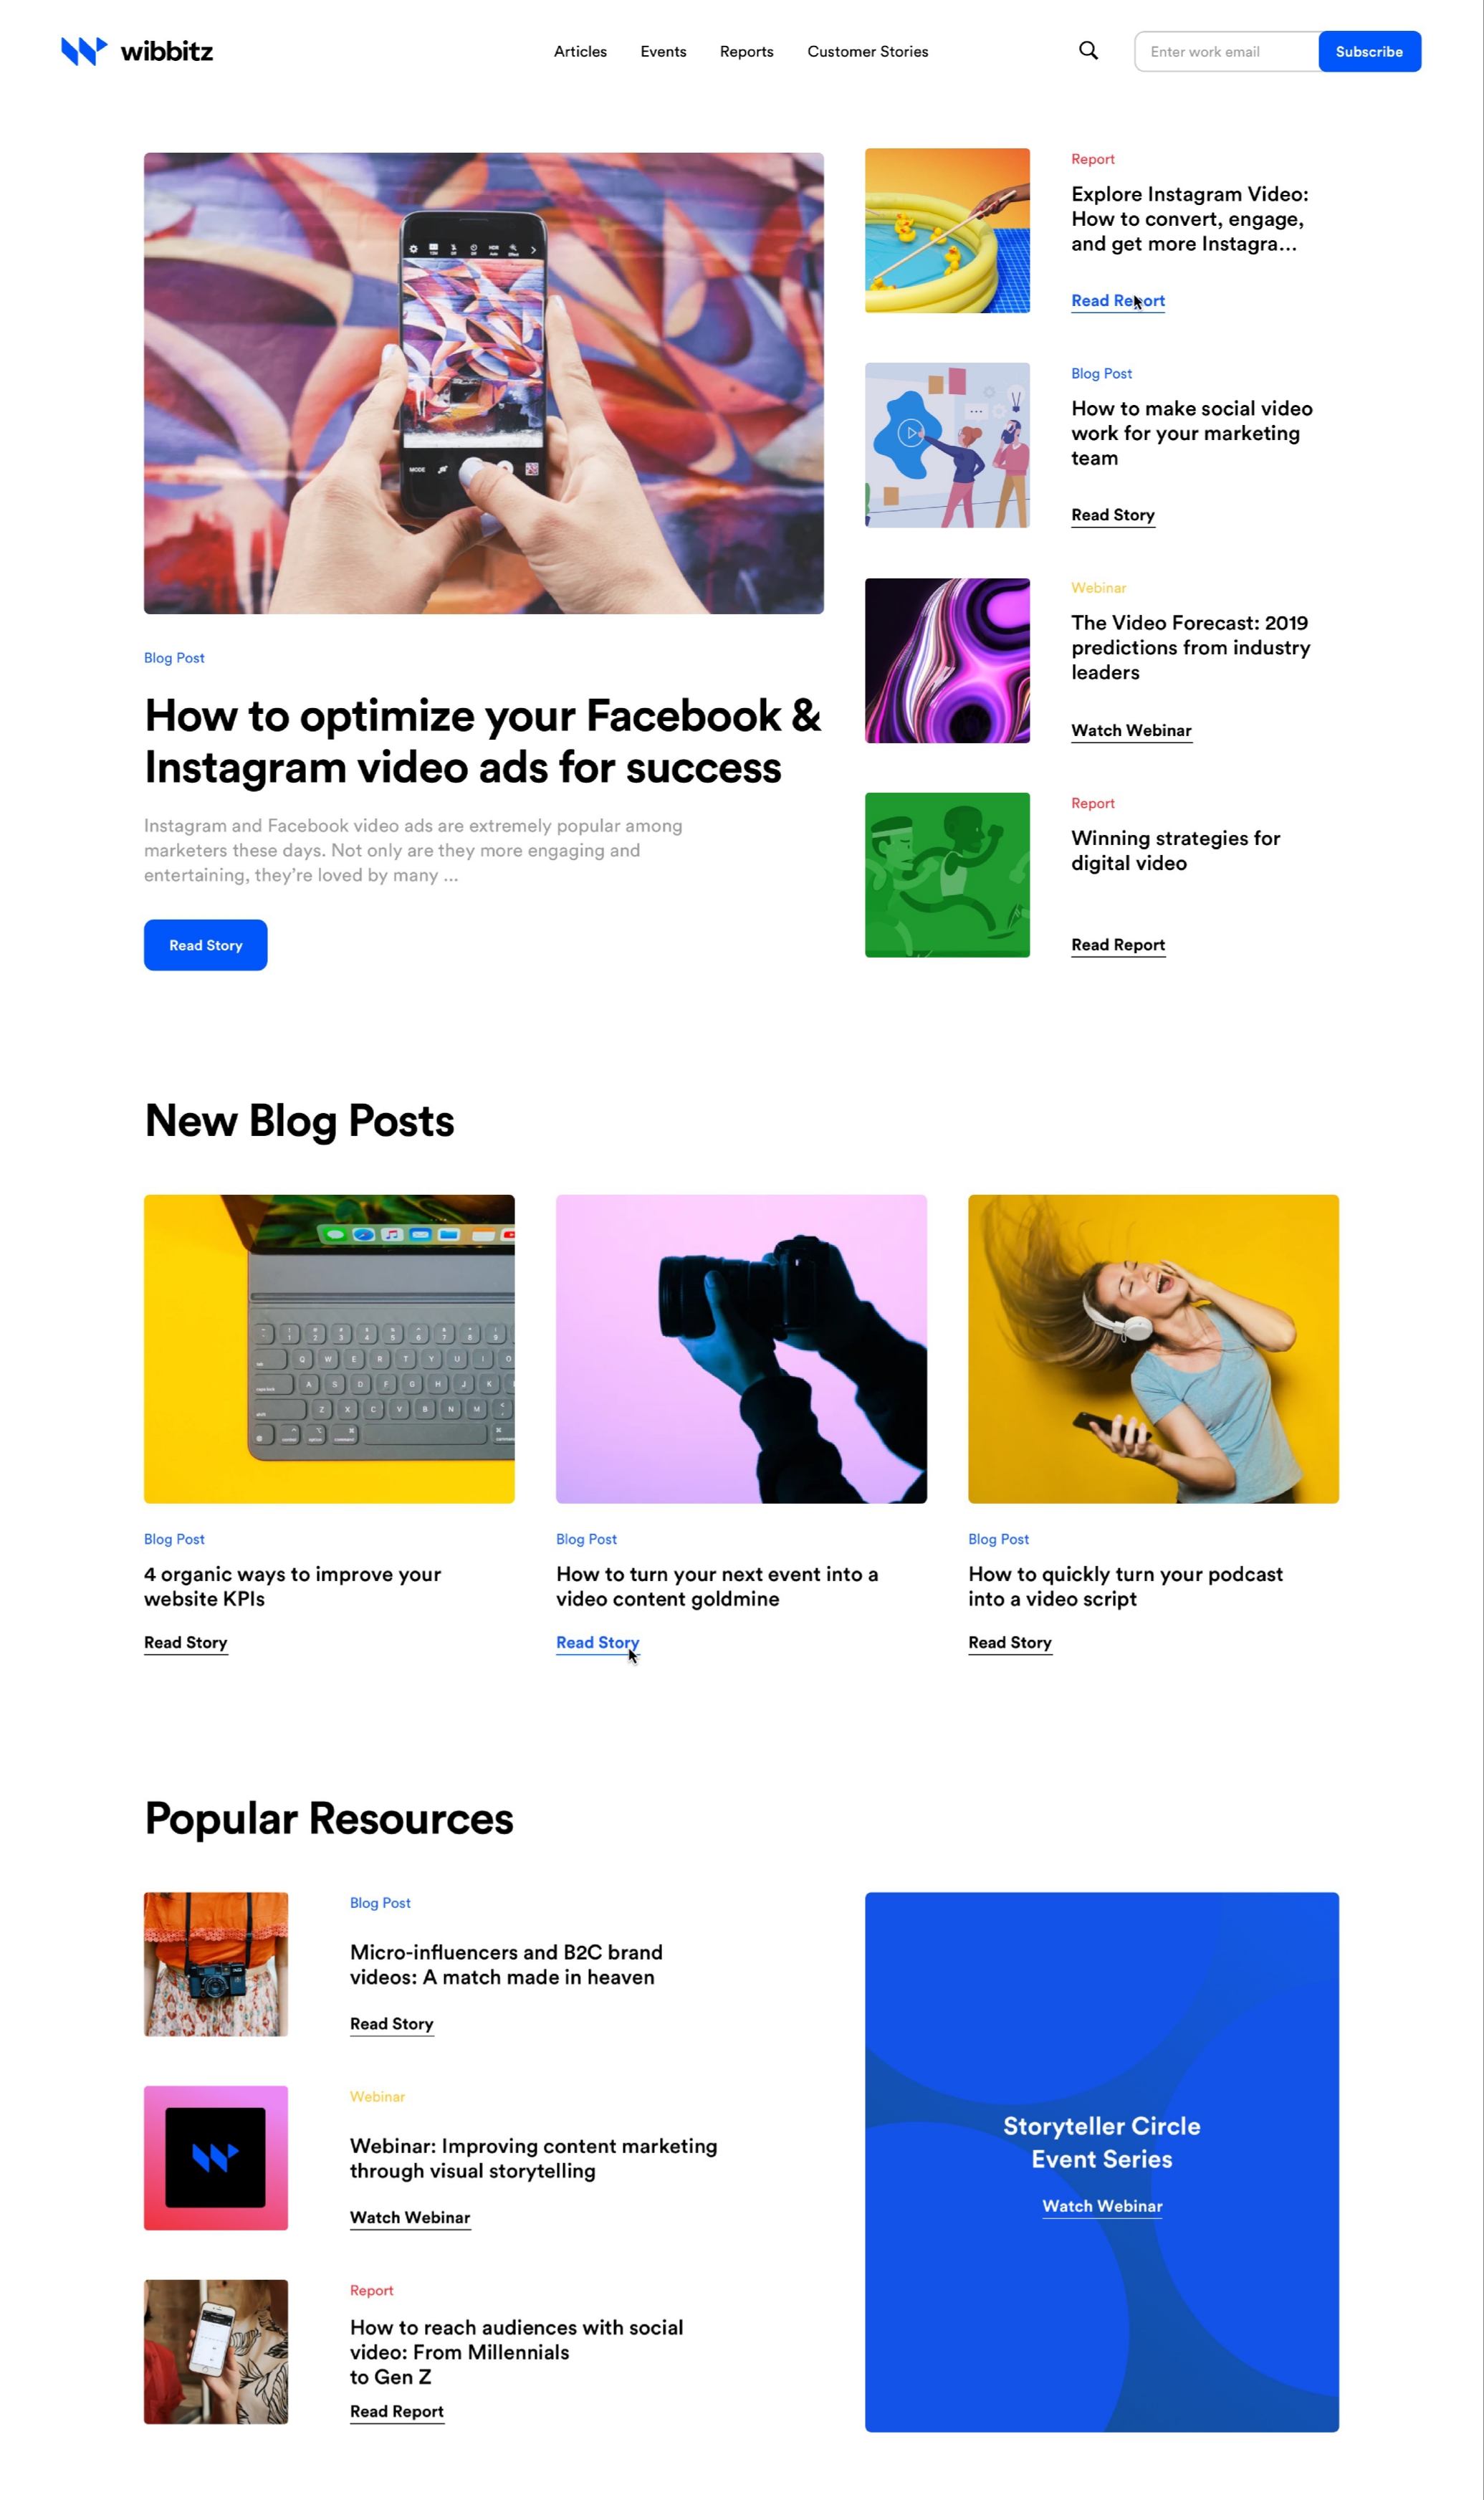 wibbitz
Articles
Events
Reports
Customer Stories
Enter work email
Subscribe
Blog Post
How to optimize your Facebook &
Instagram video ads for success
Instagram and Facebook video ads are extremely popular among
marketers these days. Not only are they more engaging and
entertaining, they’re loved by many ...
Read Story
Report
Explore Instagram Video:
How to convert, engage,
and get more Instagra...
Read Report
Blog Post
How to make social video
work for your marketing
team
Read Story
Webinar
The Video Forecast: 2019
predictions from industry
leaders
Watch Webinar
Report
Winning strategies for
digital video
Read Report
New Blog Posts
Blog Post
4 organic ways to improve your
website KPIs
Read Story
Blog Post
How to turn your next event into a
video content goldmine
Read Story
Blog Post
How to quickly turn your podcast
into a video script
Read Story
Popular Resources
Blog Post
Micro-influencers and B2C brand
videos: A match made in heaven
Read Story
Webinar
Webinar: Improving content marketing
through visual storytelling
Watch Webinar
Report
How to reach audiences with social
video: From Millennials
to Gen Z
Read Report
Storyteller Circle
Event Series
Watch Webinar